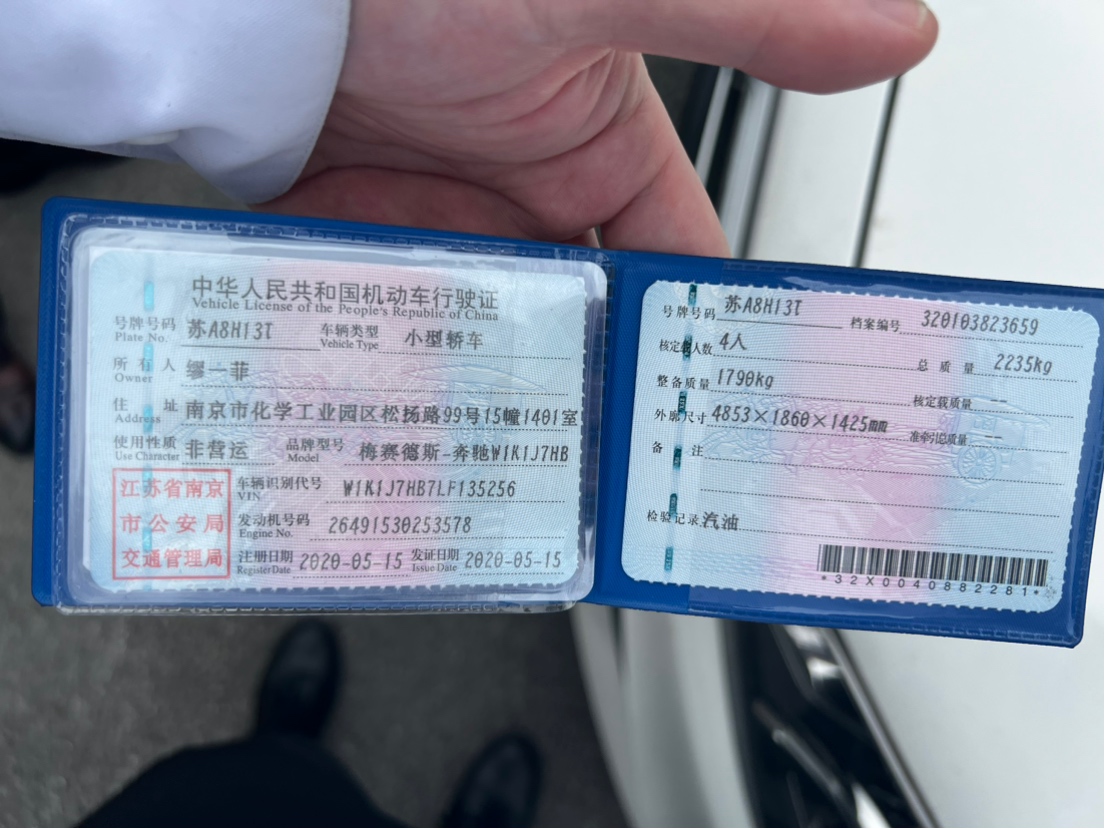 中华人民共和国机动车行驶证
Vehicle License of the People's Republic of China
号牌号码 苏A8H13T 车辆类型 小型轿车
Plate No. Vehicle Type
所有人 缪一菲
Owner
住址 南京市化学工业园区松扬路99号15幢1401室
Address
使用性质 非营运 品牌型号 梅赛德斯-奔驰W1K1J7HB
Use Character Model
江苏省南京
市公安局
交通管理局
车辆识别代号 W1K1J7HB7LF135256
VIN
发动机号码 26491530253578
Engine No.
注册日期 2020-05-15 发证日期 2020-05-15
Register Date Issue Date
号牌号码 苏A8H13T 档案编号 320103823659
核定载人数 4人 总质量 2235kg
整备质量 1790kg 核定载质量 --
外廓尺寸 4853×1860×1425mm 准牵引总质量 --
备注
检验记录 汽油
*32X0040882281*